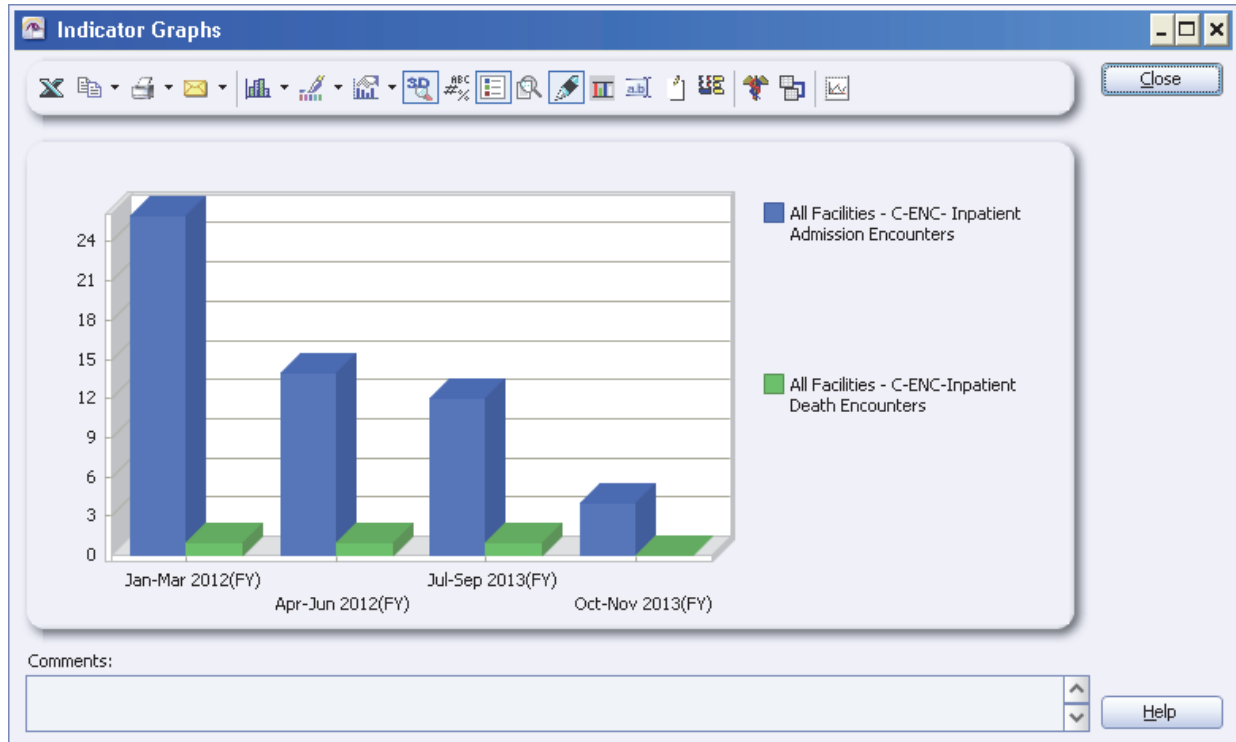 Indicator Graphs
3D
ABC
#%
a.b
Close
24
21
18
15
12
9
6
3
0
Jan-Mar 2012(FY)
Apr-Jun 2012(FY)
Jul-Sep 2013(FY)
Oct-Nov 2013(FY)
All Facilities - C-ENC- Inpatient
Admission Encounters
All Facilities - C-ENC-Inpatient
Death Encounters
Comments:
Help